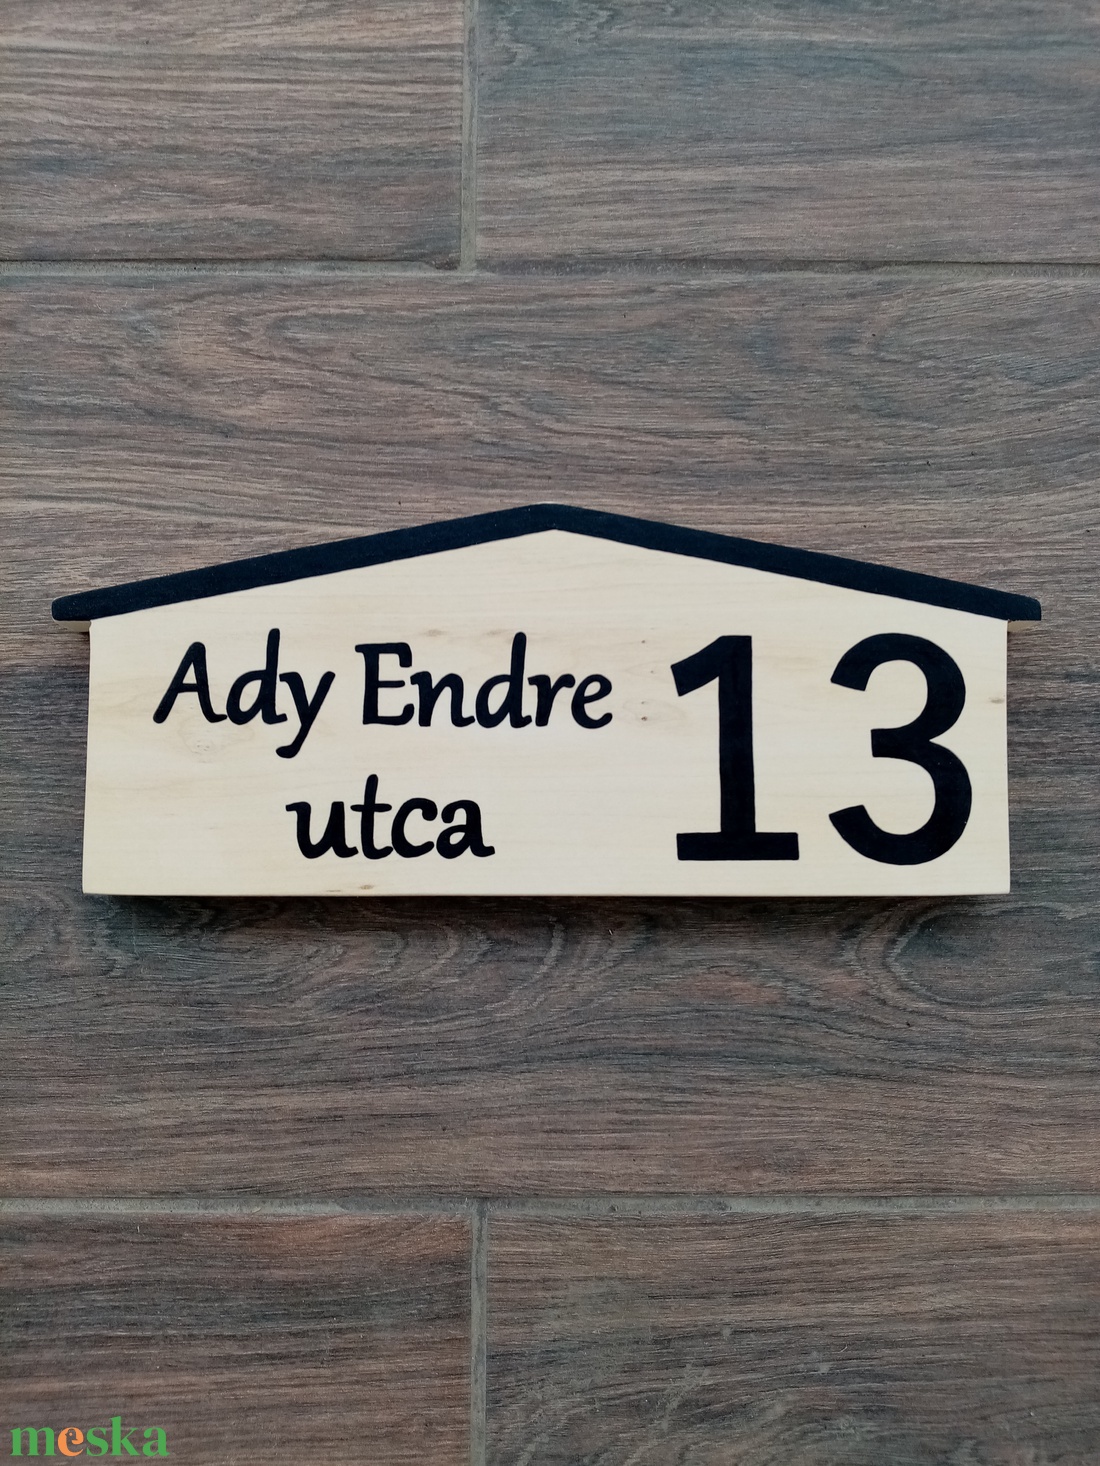 Ady Endre
utca
13
meska